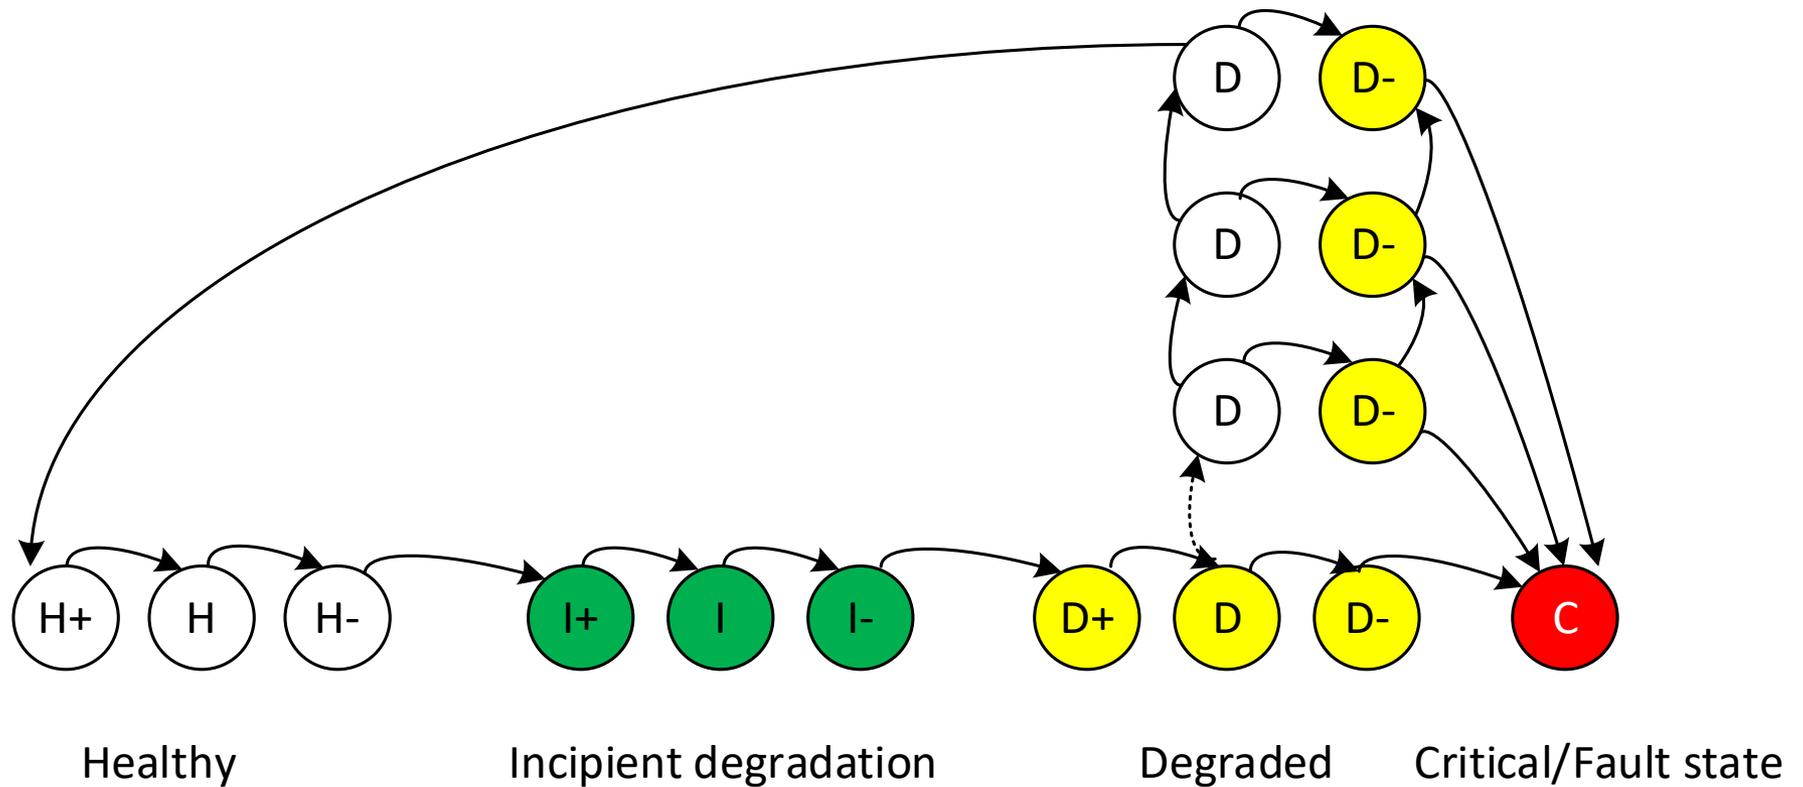 D D-
D D-
D D-
H+ H H- I+ I I- D+ D D- C
Healthy Incipient degradation Degraded Critical/Fault state